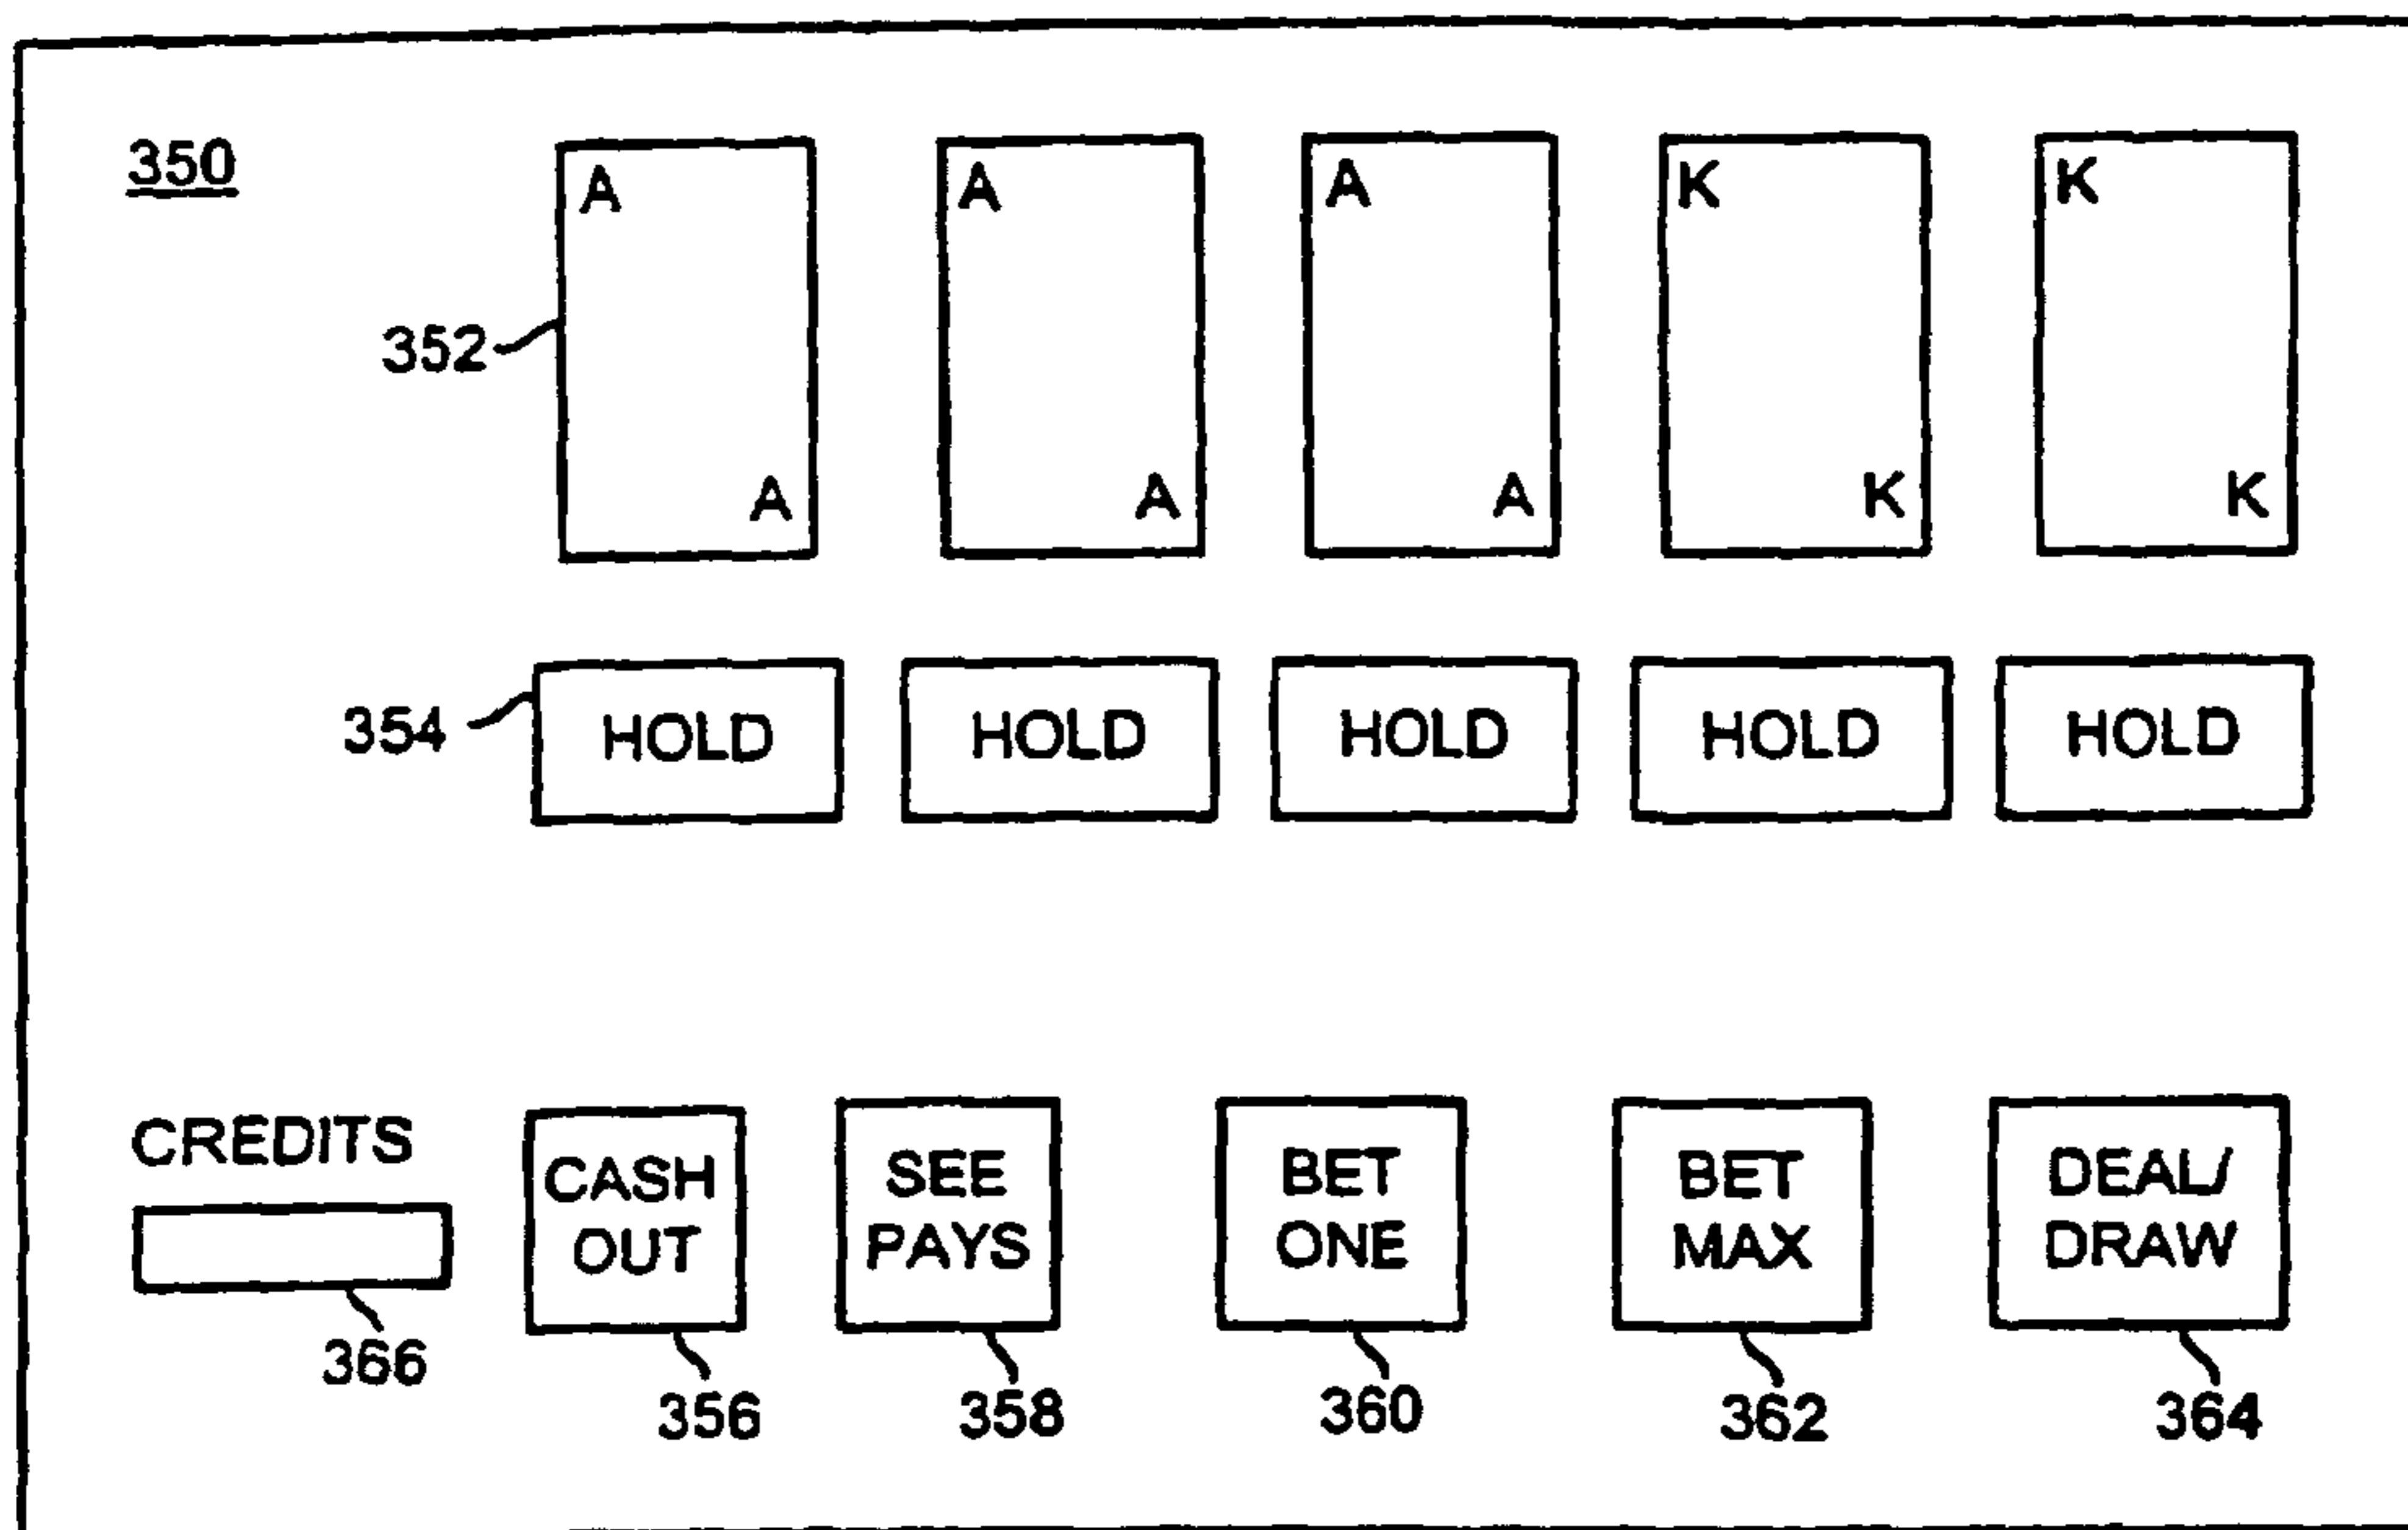 350
A A A K K
352
A A A K K
354 HOLD HOLD HOLD HOLD HOLD
CREDITS
CASH OUT
SEE PAYS
BET ONE
BET MAX
DEAL/ DRAW
366
356 358 360 362 364